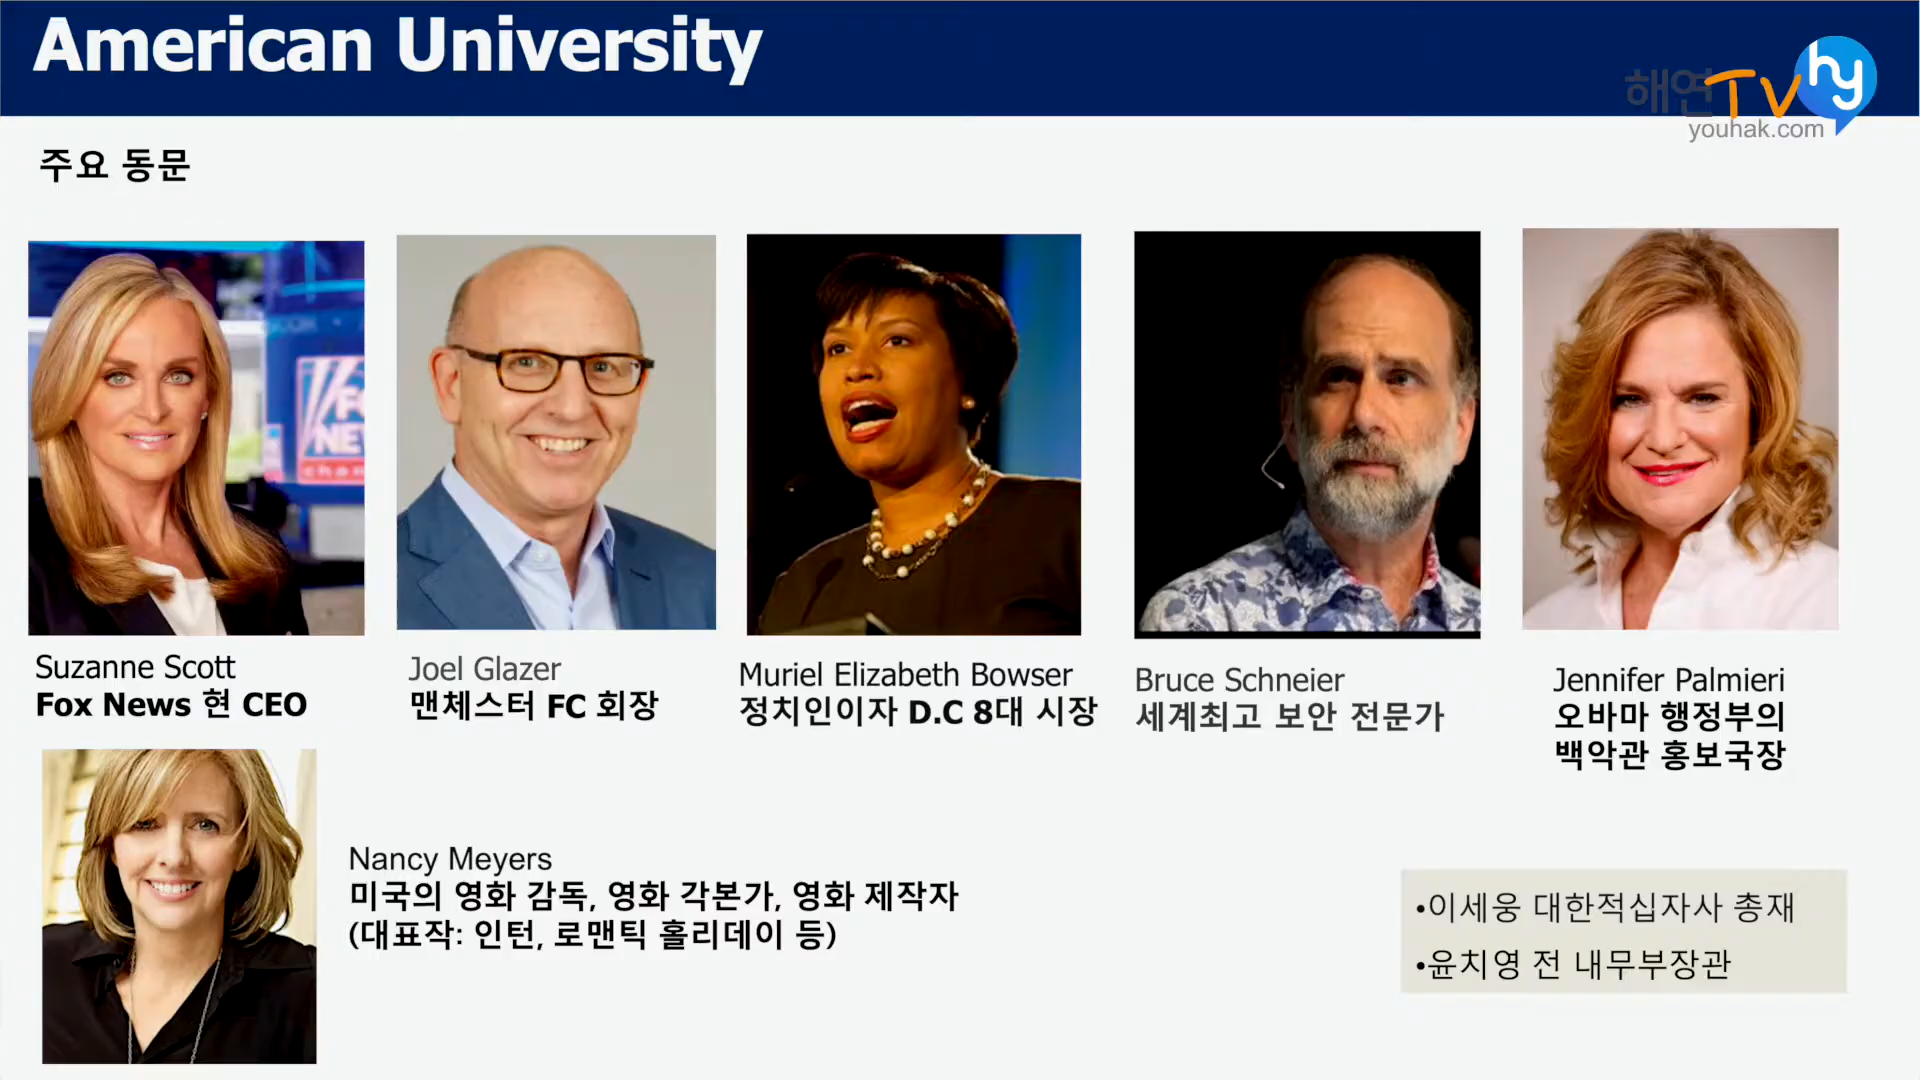 American University
해연TV hy
youhak.com
주요 동문
FOX
NEWS
channel
Suzanne Scott
Fox News 현 CEO
Joel Glazer
맨체스터 FC 회장
Muriel Elizabeth Bowser
정치인이자 D.C 8대 시장
Bruce Schneier
세계최고 보안 전문가
Jennifer Palmieri
오바마 행정부의
백악관 홍보국장
Nancy Meyers
미국의 영화 감독, 영화 각본가, 영화 제작자
(대표작: 인턴, 로맨틱 홀리데이 등)
•이세웅 대한적십자사 총재
•윤치영 전 내무부장관